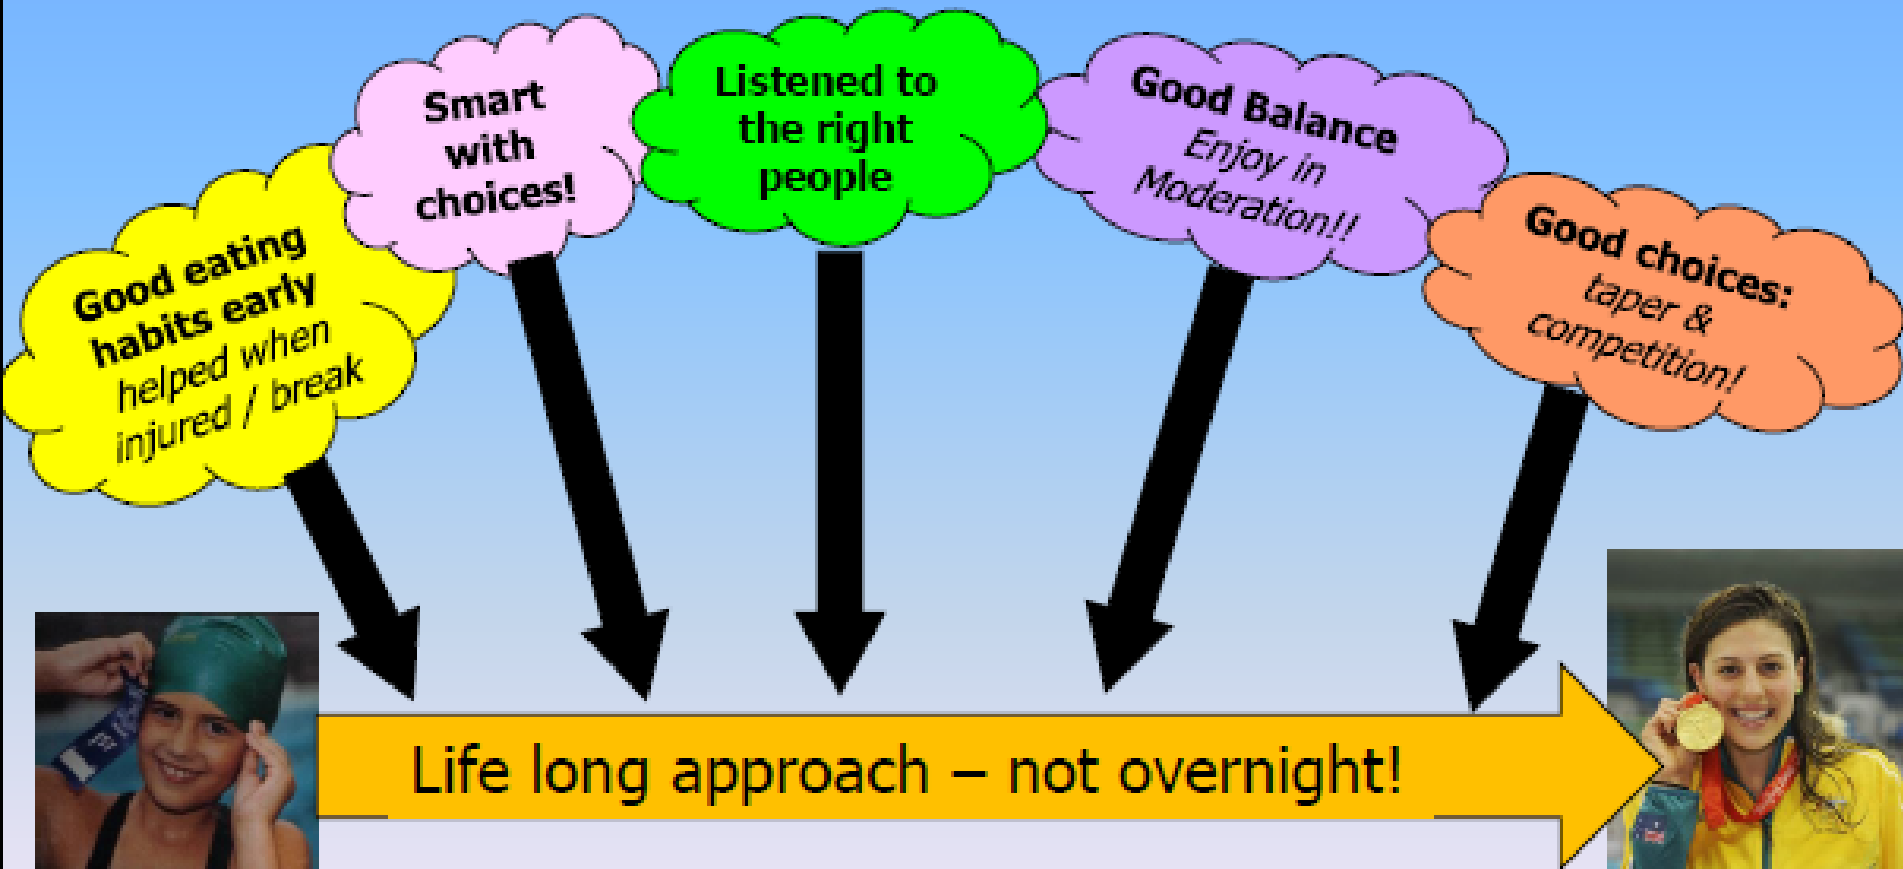 Good eating
habits early
helped when
injured / break
Smart
with
choices!
Listened to
the right
people
Good Balance
Enjoy in
Moderation!!
Good choices:
taper &
competition!
Life long approach – not overnight!